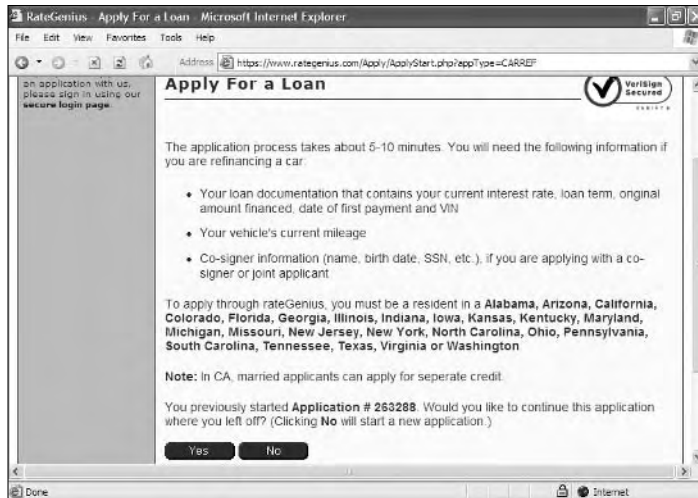 RateGenius - Apply For a Loan - Microsoft Internet Explorer
File Edit View Favorites Tools Help
Address https://www.rategenius.com/Apply/ApplyStart.php?appType=CARREF
an application with us,
please sign in using our
secure login page.
Apply For a Loan
VeriSign
Secured
VERIFY
The application process takes about 5-10 minutes. You will need the following information if
you are refinancing a car:
• Your loan documentation that contains your current interest rate, loan term, original
amount financed, date of first payment and VIN
• Your vehicle's current mileage
• Co-signer information (name, birth date, SSN, etc.), if you are applying with a co-
signer or joint applicant
To apply through rateGenius, you must be a resident in a Alabama, Arizona, California,
Colorado, Florida, Georgia, Illinois, Indiana, Iowa, Kansas, Kentucky, Maryland,
Michigan, Missouri, New Jersey, New York, North Carolina, Ohio, Pennsylvania,
South Carolina, Tennessee, Texas, Virginia or Washington.
Note: In CA, married applicants can apply for seperate credit.
You previously started Application # 263288. Would you like to continue this application
where you left off? (Clicking No will start a new application.)
Yes No
Done Internet